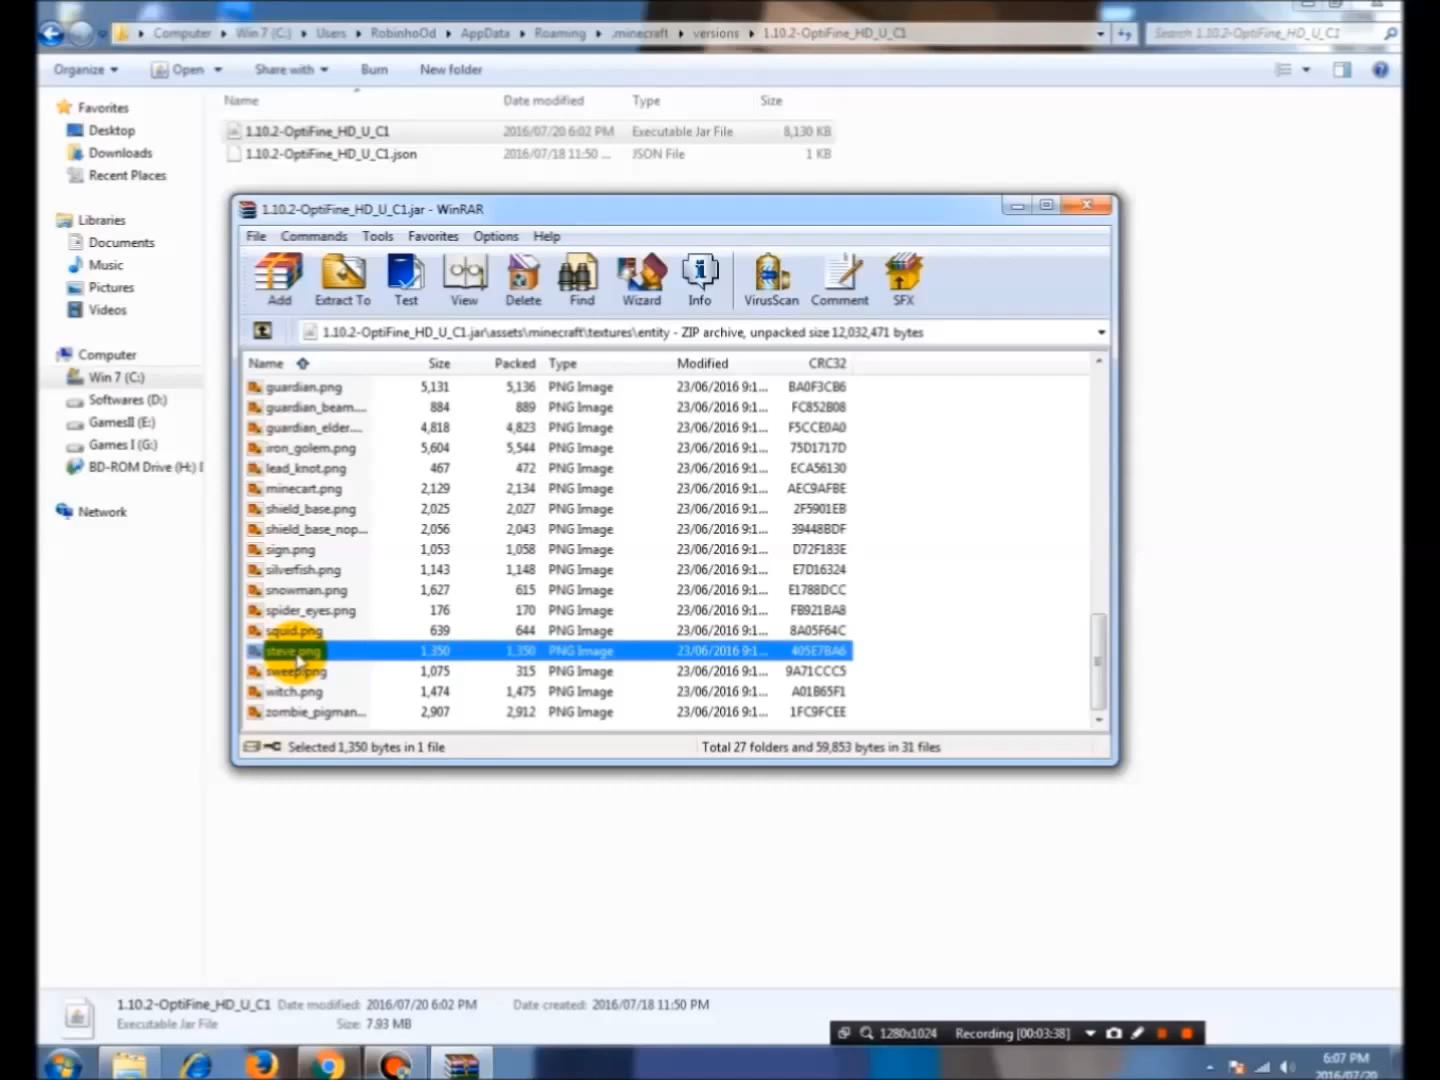 Computer Win 7 (C:) Users RobinhoOd AppData Roaming .minecraft versions 1.10.2-OptiFine_HD_U_C1 Search 1.10.2-OptiFine_HD_U_C1
Organize Open Share with Burn New folder
Name Date modified Type Size
1.10.2-OptiFine_HD_U_C1 2016/07/20 6:02 PM Executable Jar File 8,130 KB
1.10.2-OptiFine_HD_U_C1.json 2016/07/18 11:50 ... JSON File 1 KB
Favorites
Desktop
Downloads
Recent Places
Libraries
Documents
Music
Pictures
Videos
Computer
Win 7 (C:)
Softwares (D:)
GamesII (E:)
Games I (G:)
BD-ROM Drive (H:)
Network
1.10.2-OptiFine_HD_U_C1.jar - WinRAR
File Commands Tools Favorites Options Help
Add Extract To Test View Delete Find Wizard Info VirusScan Comment SFX
1.10.2-OptiFine_HD_U_C1.jar\assets\minecraft\textures\entity - ZIP archive, unpacked size 12,032,471 bytes
Name Size Packed Type Modified CRC32
guardian.png 5,131 5,136 PNG Image 23/06/2016 9:1... BA0F3CB6
guardian_beam.... 884 889 PNG Image 23/06/2016 9:1... FC852B08
guardian_elder.... 4,818 4,823 PNG Image 23/06/2016 9:1... F5CCE0A0
iron_golem.png 5,604 5,544 PNG Image 23/06/2016 9:1... 75D1717D
lead_knot.png 467 472 PNG Image 23/06/2016 9:1... ECA56130
minecart.png 2,129 2,134 PNG Image 23/06/2016 9:1... AEC9AFBE
shield_base.png 2,025 2,027 PNG Image 23/06/2016 9:1... 2F5901EB
shield_base_nop... 2,056 2,043 PNG Image 23/06/2016 9:1... 39448BDF
sign.png 1,053 1,058 PNG Image 23/06/2016 9:1... D72F183E
silverfish.png 1,143 1,148 PNG Image 23/06/2016 9:1... E7D16324
snowman.png 1,627 615 PNG Image 23/06/2016 9:1... E1788DCC
spider_eyes.png 176 170 PNG Image 23/06/2016 9:1... FB921BA8
squid.png 639 644 PNG Image 23/06/2016 9:1... 8A05F64C
steve.png 1,350 1,350 PNG Image 23/06/2016 9:1... 405E7BA6
sweep.png 1,075 315 PNG Image 23/06/2016 9:1... 9A71CCC5
witch.png 1,474 1,475 PNG Image 23/06/2016 9:1... A01B65F1
zombie_pigman... 2,907 2,912 PNG Image 23/06/2016 9:1... 1FC9FCEE
Selected 1,350 bytes in 1 file Total 27 folders and 59,853 bytes in 31 files
1.10.2-OptiFine_HD_U_C1 Date modified: 2016/07/20 6:02 PM Date created: 2016/07/18 11:50 PM
Executable Jar File Size: 7.93 MB
1280x1024 Recording [00:03:38]
6:07 PM
2016/07/20